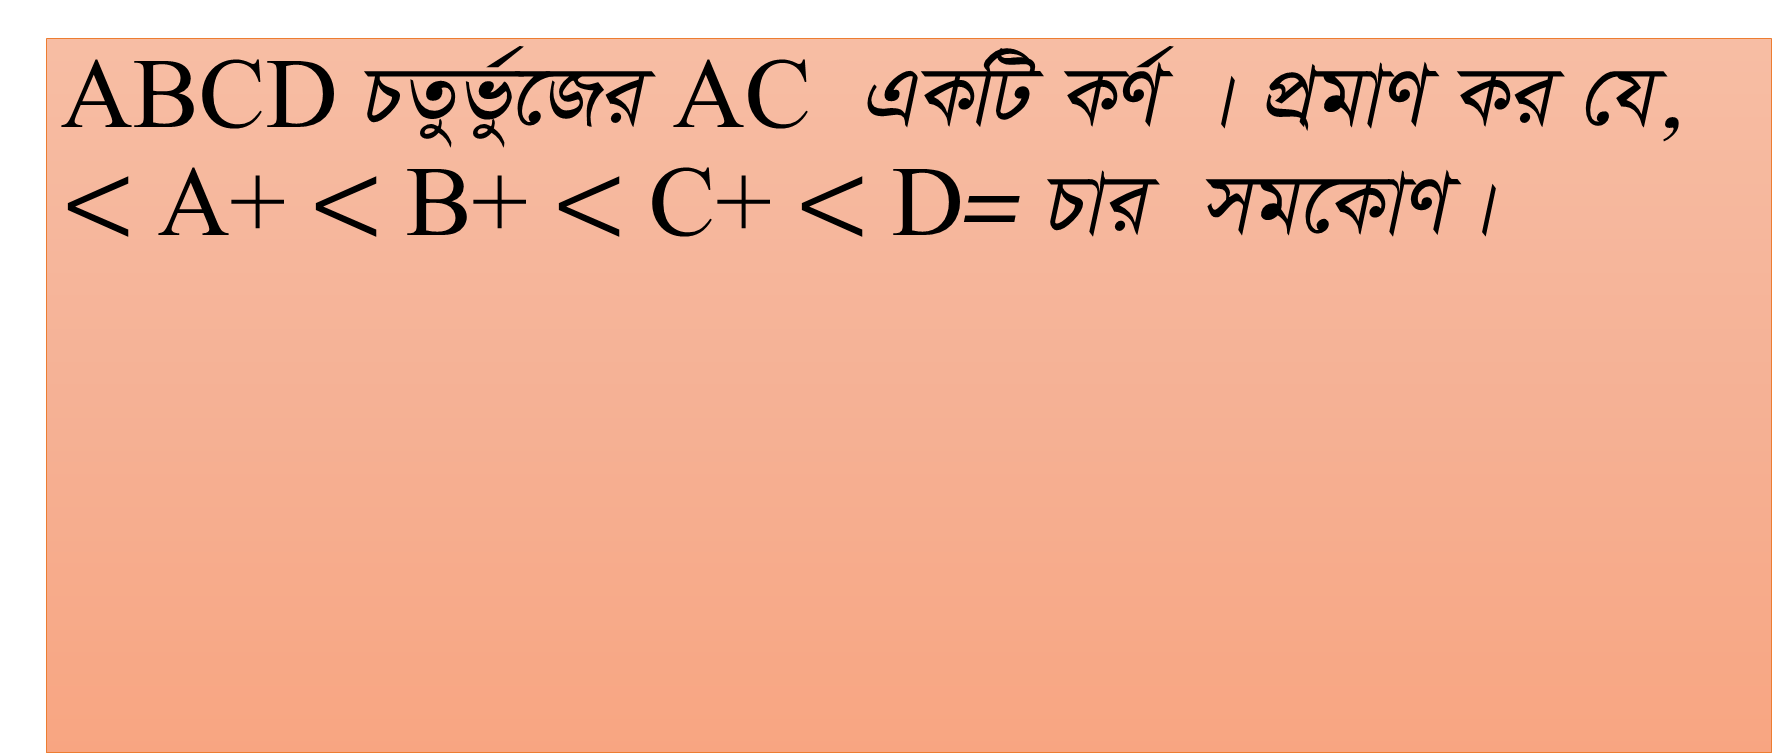 ABCD চতুর্ভুজের AC একটি কর্ণ । প্রমাণ কর যে,
< A+ < B+ < C+ < D= চার সমকোণ।